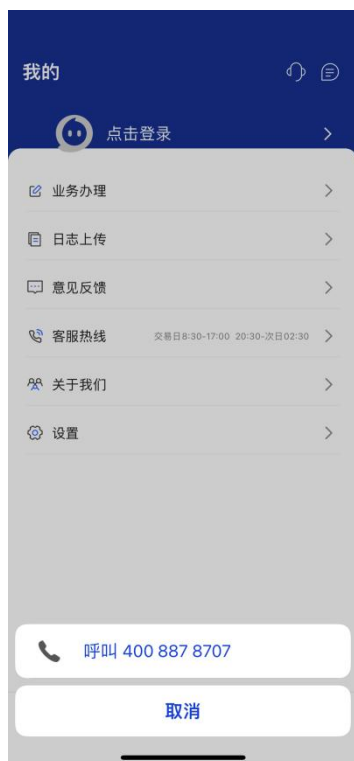 我的
点击登录
业务办理
日志上传
意见反馈
客服热线 交易日8:30-17:00 20:30-次日02:30
关于我们
设置
呼叫 400 887 8707
取消